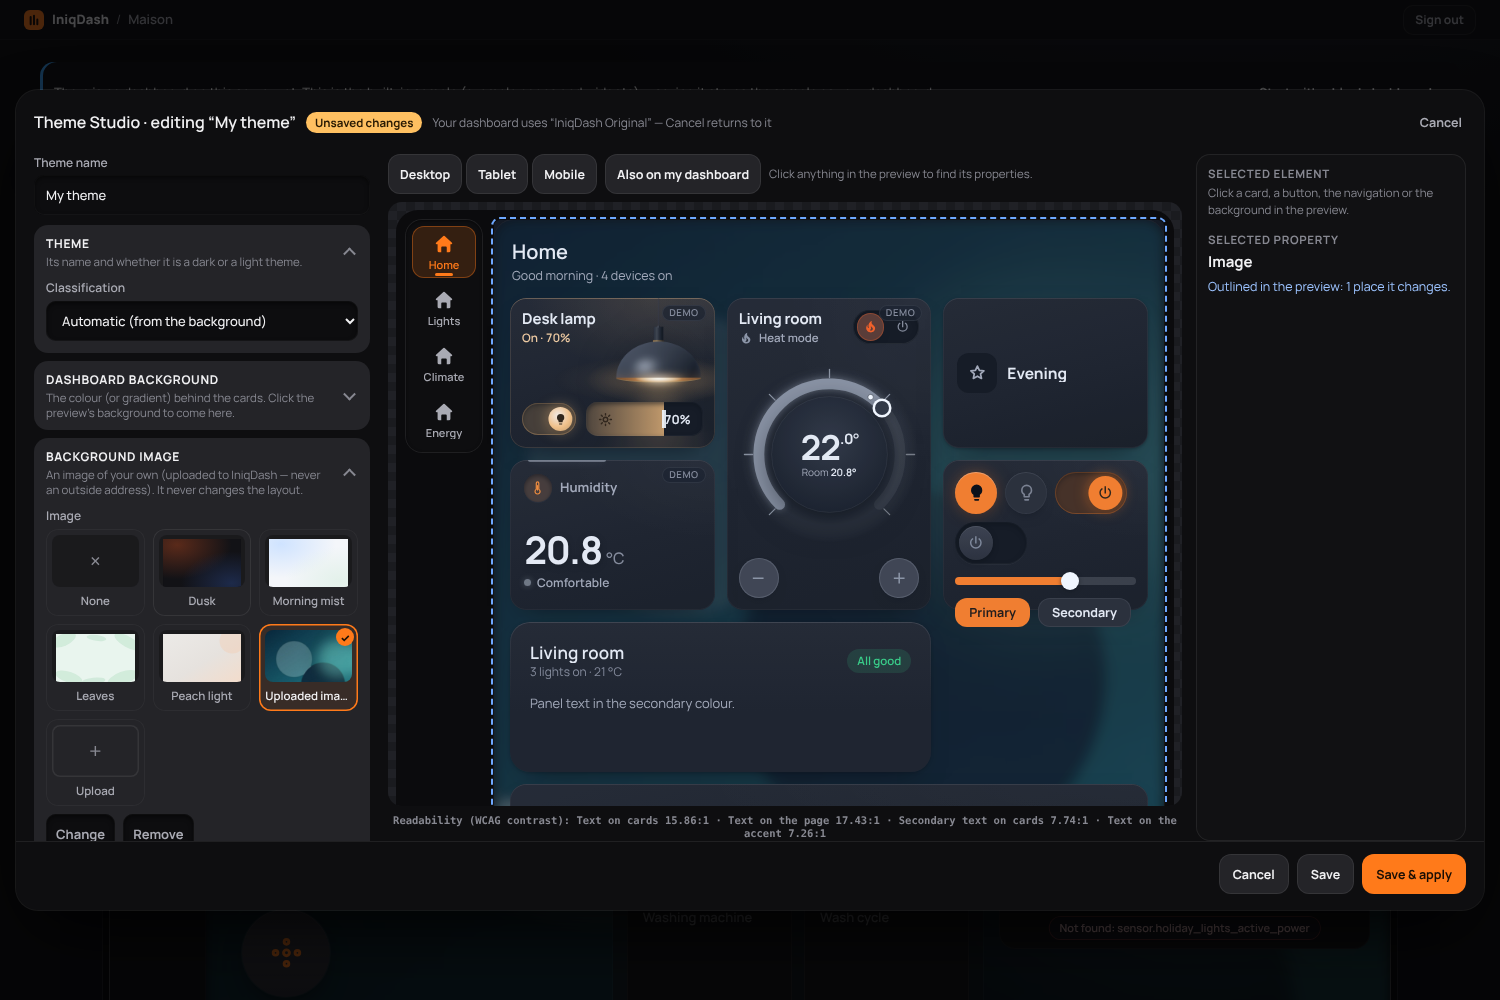 IniqDash / Maison
Sign out
Theme Studio · editing “My theme”
Unsaved changes
Your dashboard uses “IniqDash Original” — Cancel returns to it
Cancel
Theme name
My theme
THEME
Its name and whether it is a dark or a light theme.
Classification
Automatic (from the background)
DASHBOARD BACKGROUND
The colour (or gradient) behind the cards. Click the
preview's background to come here.
BACKGROUND IMAGE
An image of your own (uploaded to IniqDash — never
an outside address). It never changes the layout.
Image
None
Dusk
Morning mist
Leaves
Peach light
Uploaded ima...
Upload
Change
Remove
Desktop
Tablet
Mobile
Also on my dashboard
Click anything in the preview to find its properties.
Home
Lights
Climate
Energy
Home
Good morning · 4 devices on
Desk lamp
DEMO
On · 70%
70%
Living room
DEMO
Heat mode
22.0°
Room 20.8°
Evening
DEMO
Humidity
20.8 °C
Comfortable
Primary
Secondary
Living room
3 lights on · 21 °C
All good
Panel text in the secondary colour.
Readability (WCAG contrast): Text on cards 15.86:1 · Text on the page 17.43:1 · Secondary text on cards 7.74:1 · Text on the
accent 7.26:1
SELECTED ELEMENT
Click a card, a button, the navigation or the
background in the preview.
SELECTED PROPERTY
Image
Outlined in the preview: 1 place it changes.
Cancel
Save
Save & apply
Washing machine
Wash cycle
Not found: sensor.holiday_lights_active_power